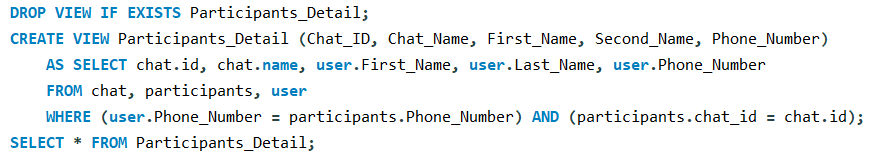 DROP VIEW IF EXISTS Participants_Detail;
CREATE VIEW Participants_Detail (Chat_ID, Chat_Name, First_Name, Second_Name, Phone_Number)
AS SELECT chat.id, chat.name, user.First_Name, user.Last_Name, user.Phone_Number
FROM chat, participants, user
WHERE (user.Phone_Number = participants.Phone_Number) AND (participants.chat_id = chat.id);
SELECT * FROM Participants_Detail;